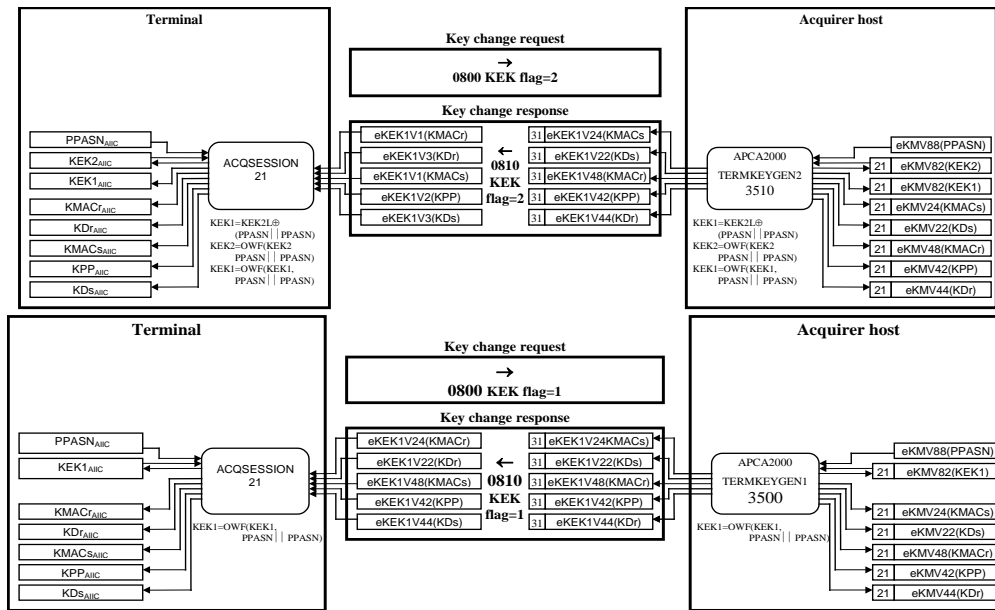 Terminal
Acquirer host
Key change request
→
0800 KEK flag=2
Key change response
PPASNAIIC
KEK2AIIC
KEK1AIIC
KMACrAIIC
KDrAIIC
KMACsAIIC
KPPAIIC
KDsAIIC
ACQSESSION
21
KEK1=KEK2L⊕
(PPASN||PPASN)
KEK2=OWF(KEK2
PPASN||PPASN)
KEK1=OWF(KEK1,
PPASN||PPASN)
eKEK1V1(KMACr)
eKEK1V3(KDr)
eKEK1V1(KMACs)
eKEK1V2(KPP)
eKEK1V3(KDs)
←
0810
KEK
flag=2
31 eKEK1V24(KMACs
31 eKEK1V22(KDs)
31 eKEK1V48(KMACr)
31 eKEK1V42(KPP)
31 eKEK1V44(KDr)
APCA2000
TERMKEYGEN2
3510
KEK1=KEK2L⊕
(PPASN||PPASN)
KEK2=OWF(KEK2
PPASN||PPASN)
KEK1=OWF(KEK1,
PPASN||PPASN)
eKMV88(PPASN)
21 eKMV82(KEK2)
21 eKMV82(KEK1)
21 eKMV24(KMACs)
21 eKMV22(KDs)
21 eKMV48(KMACr)
21 eKMV42(KPP)
21 eKMV44(KDr)
Terminal
Acquirer host
Key change request
→
0800 KEK flag=1
Key change response
PPASNAIIC
KEK1AIIC
KMACrAIIC
KDrAIIC
KMACsAIIC
KPPAIIC
KDsAIIC
ACQSESSION
21
KEK1=OWF(KEK1,
PPASN||PPASN)
eKEK1V24(KMACr)
eKEK1V22(KDr)
eKEK1V48(KMACs)
eKEK1V42(KPP)
eKEK1V44(KDs)
←
0810
KEK
flag=1
31 eKEK1V24KMACs)
31 eKEK1V22(KDs)
31 eKEK1V48(KMACr)
31 eKEK1V42(KPP)
31 eKEK1V44(KDr)
APCA2000
TERMKEYGEN1
3500
KEK1=OWF(KEK1,
PPASN||PPASN)
eKMV88(PPASN)
21 eKMV82(KEK1)
21 eKMV24(KMACs)
21 eKMV22(KDs)
21 eKMV48(KMACr)
21 eKMV42(KPP)
21 eKMV44(KDr)